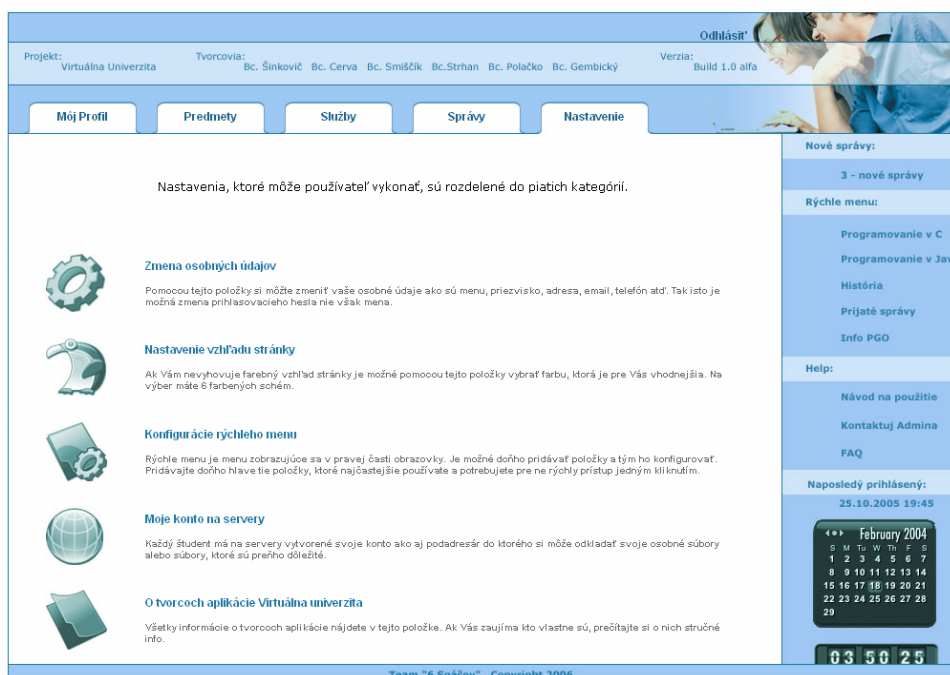 Odhlásiť
Projekt:
Virtuálna Univerzita
Tvorcovia:
Bc. Šinkovič Bc. Cerva Bc. Smiščík Bc.Strhan Bc. Polačko Bc. Gembický
Verzia:
Build 1.0 alfa
Mój Profil Predmety Služby Správy Nastavenie
Nastavenia, ktoré môže používateľ vykonať, sú rozdelené do piatich kategórií.
Zmena osobných údajov
Pomocou tejto položky si môžte zmeniť vaše osobné údaje ako sú menu, priezvisko, adresa, email, telefón atď. Tak isto je
možná zmena prihlasovacieho hesla nie však mena.
Nastavenie vzhľadu stránky
Ak Vám nevyhovuje farebný vzhľad stránky je možné pomocou tejto položky vybrať farbu, ktorá je pre Vás vhodnejšia. Na
výber máte 6 farbených schém.
Konfigurácie rýchleho menu
Rýchle menu je menu zobrazujúce sa v pravej časti obrazovky. Je možné doňho pridávať položky a tým ho konfigurovať.
Pridávajte doňho hlave tie položky, ktoré najčastejšie používate a potrebujete pre ne rýchly prístup jedným kliknutím.
Moje konto na servery
Každý študent má na servery vytvorené svoje konto ako aj podadresár do ktorého si môže odkladať svoje osobné súbory
alebo súbory, ktoré sú preňho dôležité.
O tvorcoch aplikácie Virtuálna univerzita
Všetky informácie o tvorcoch aplikácie nájdete v tejto položke. Ak Vás zaujíma kto vlastne sú, prečítajte si o nich stručné
info.
Nové správy:
3 - nové správy
Rýchle menu:
Programovanie v C
Programovanie v Jav
História
Prijaté správy
Info PGO
Help:
Návod na použitie
Kontaktuj Admina
FAQ
Naposledý prihlásený:
25.10.2005 19:45
February 2004
S M Tu W Th F S
1 2 3 4 5 6 7
8 9 10 11 12 13 14
15 16 17 18 19 20 21
22 23 24 25 26 27 28
29
03 50 25
Team "6 Spáčov" Copyright 2006